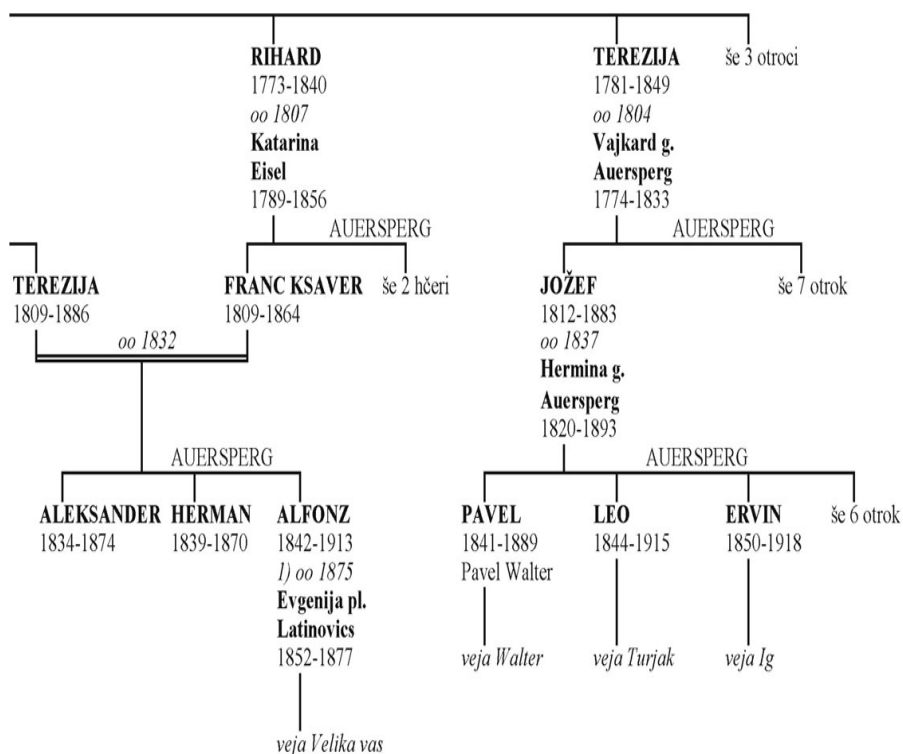 RIHARD
1773-1840
oo 1807
Katarina
Eisel
1789-1856
TEREZIJA
1781-1849
oo 1804
Vajkard g.
Auersperg
1774-1833
še 3 otroci
AUERSPERG
AUERSPERG
TEREZIJA
1809-1886
FRANC KSAVER
1809-1864
še 2 hčeri
oo 1832
JOŽEF
1812-1883
oo 1837
Hermina g.
Auersperg
1820-1893
še 7 otrok
AUERSPERG
AUERSPERG
ALEKSANDER
1834-1874
HERMAN
1839-1870
ALFONZ
1842-1913
1) oo 1875
Evgenija pl.
Latinovics
1852-1877
veja Velika vas
PAVEL
1841-1889
Pavel Walter
veja Walter
LEO
1844-1915
veja Turjak
ERVIN
1850-1918
veja Ig
še 6 otrok